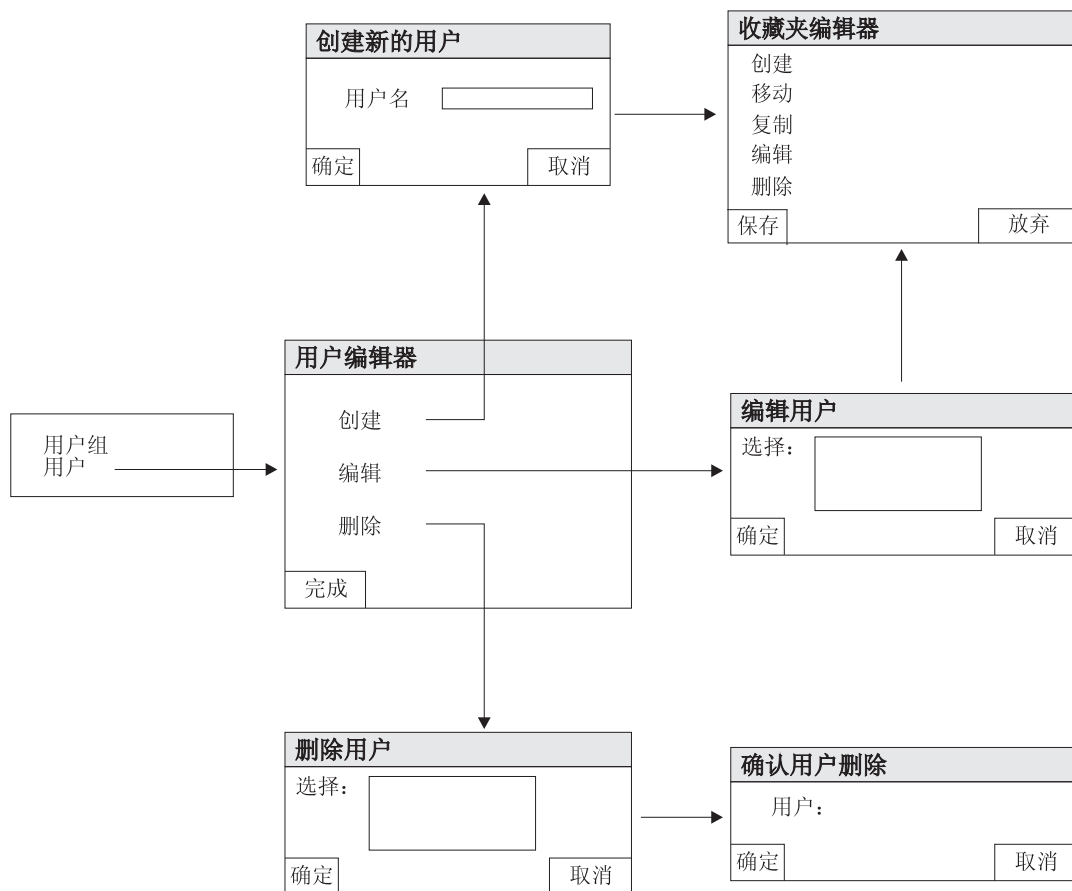 创建新的用户
用户名
确定
取消
收藏夹编辑器
创建
移动
复制
编辑
删除
保存
放弃
用户组
用户
用户编辑器
创建
编辑
删除
完成
编辑用户
选择:
确定
取消
删除用户
选择:
确定
取消
确认用户删除
用户:
确定
取消